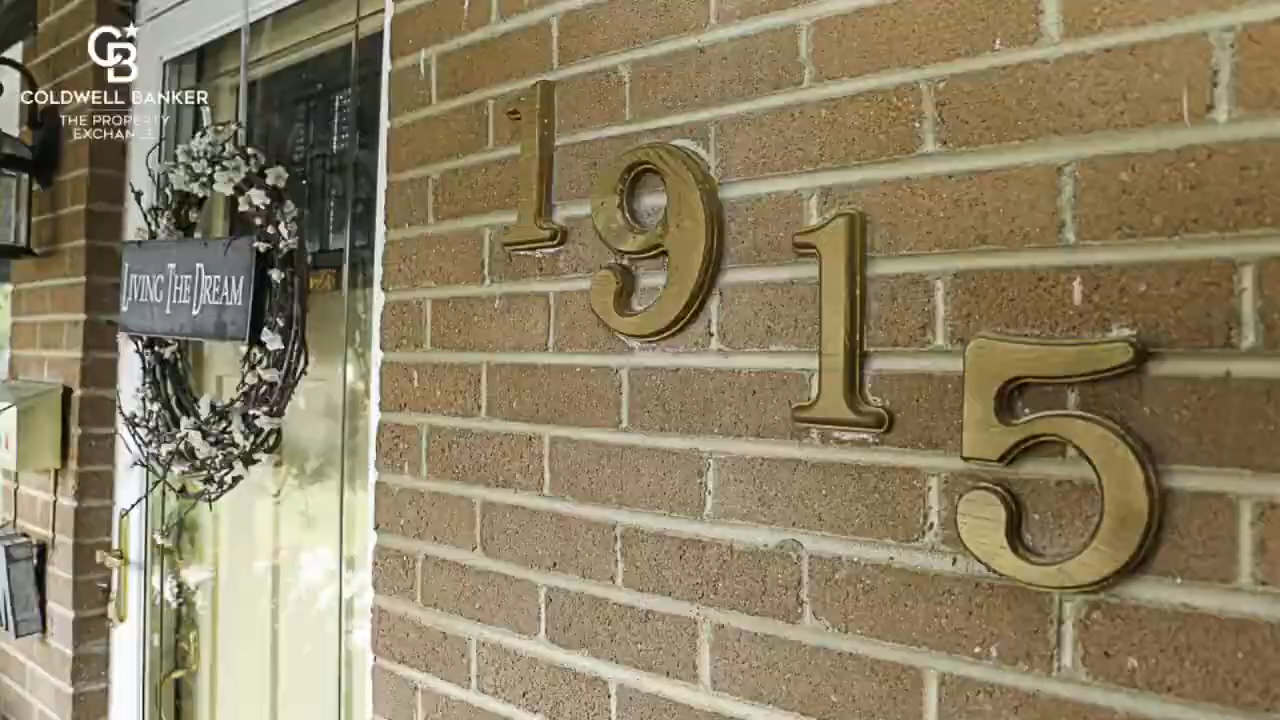 CB
COLDWELL BANKER
THE PROPERTY
EXCHANGE
LIVING THE DREAM
1915